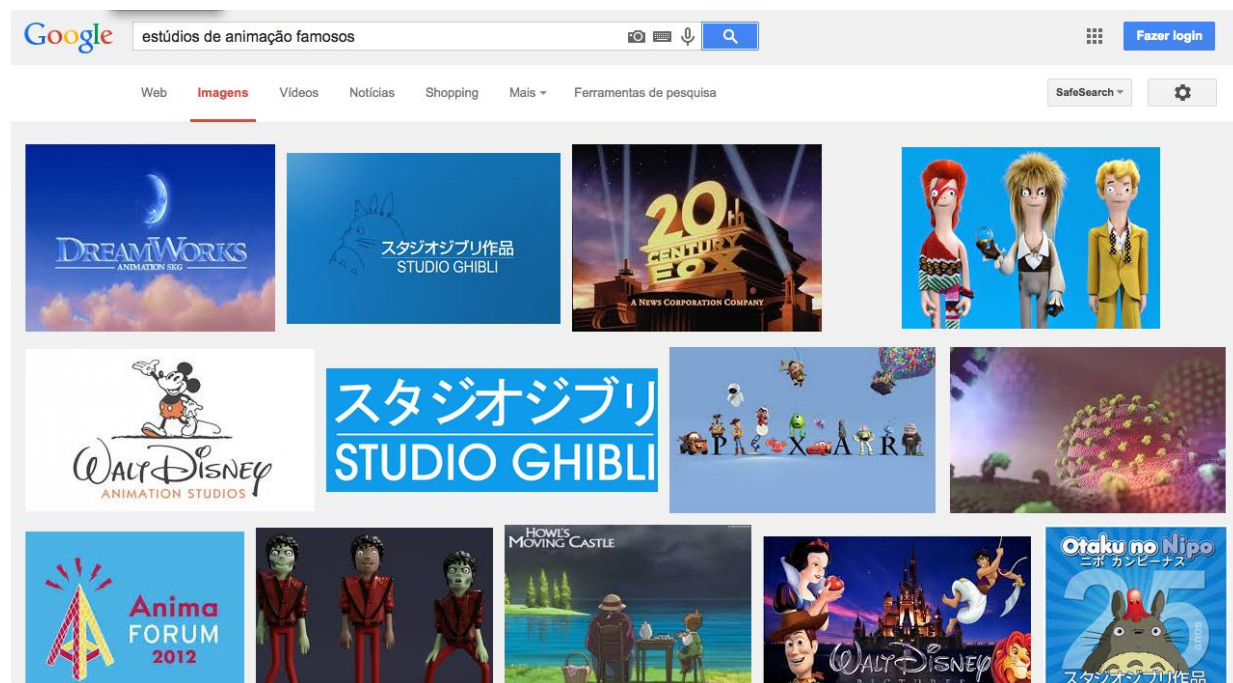 Google
estúdios de animação famosos
Fazer login
Web Imagens Vídeos Notícias Shopping Mais Ferramentas de pesquisa
SafeSearch
DREAMWORKS
ANIMATION SKG
スタジオジブリ作品
STUDIO GHIBLI
20th
CENTURY
FOX
A NEWS CORPORATION COMPANY
WALT DISNEY
ANIMATION STUDIOS
スタジオジブリ
STUDIO GHIBLI
PIXAR
Anima
FORUM
2012
HOWL'S
MOVING CASTLE
WALT DISNEY
PICTURES
Otaku no Nipo
ニポ カンピーナス
25
anos
スタジオジブリ作品